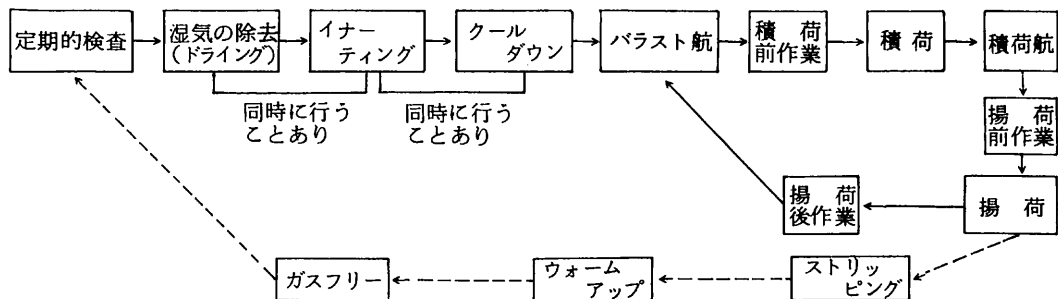 定期的検査
湿気の除去
(ドライング)
イナー
ティング
クール
ダウン
バラスト航
積荷
前作業
積荷
積荷航
同時に行う
ことあり
同時に行う
ことあり
揚荷
前作業
揚荷
後作業
揚荷
ガスフリー
ウォーム
アップ
ストリッ
ピング